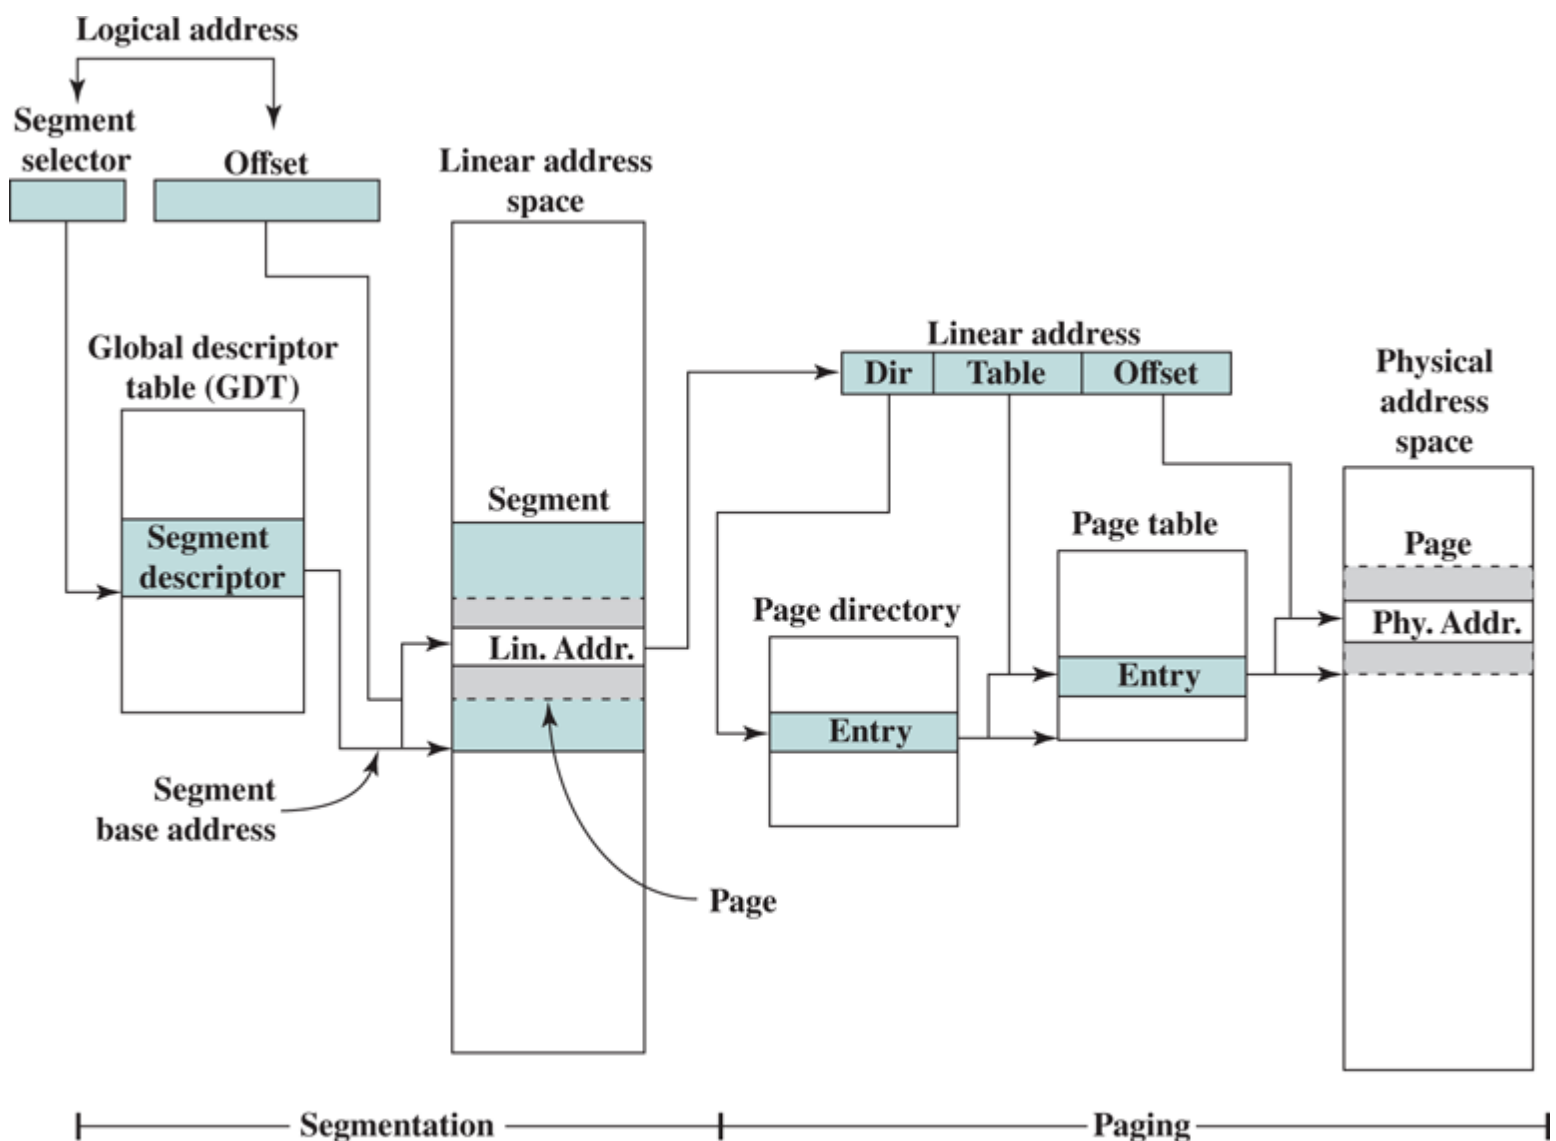 Logical address
Segment
selector
Offset
Linear address
space
Global descriptor
table (GDT)
Segment
descriptor
Segment
base address
Segment
Lin. Addr.
Page
Linear address
Dir
Table
Offset
Page directory
Entry
Page table
Entry
Physical
address
space
Page
Phy. Addr.
Segmentation
Paging